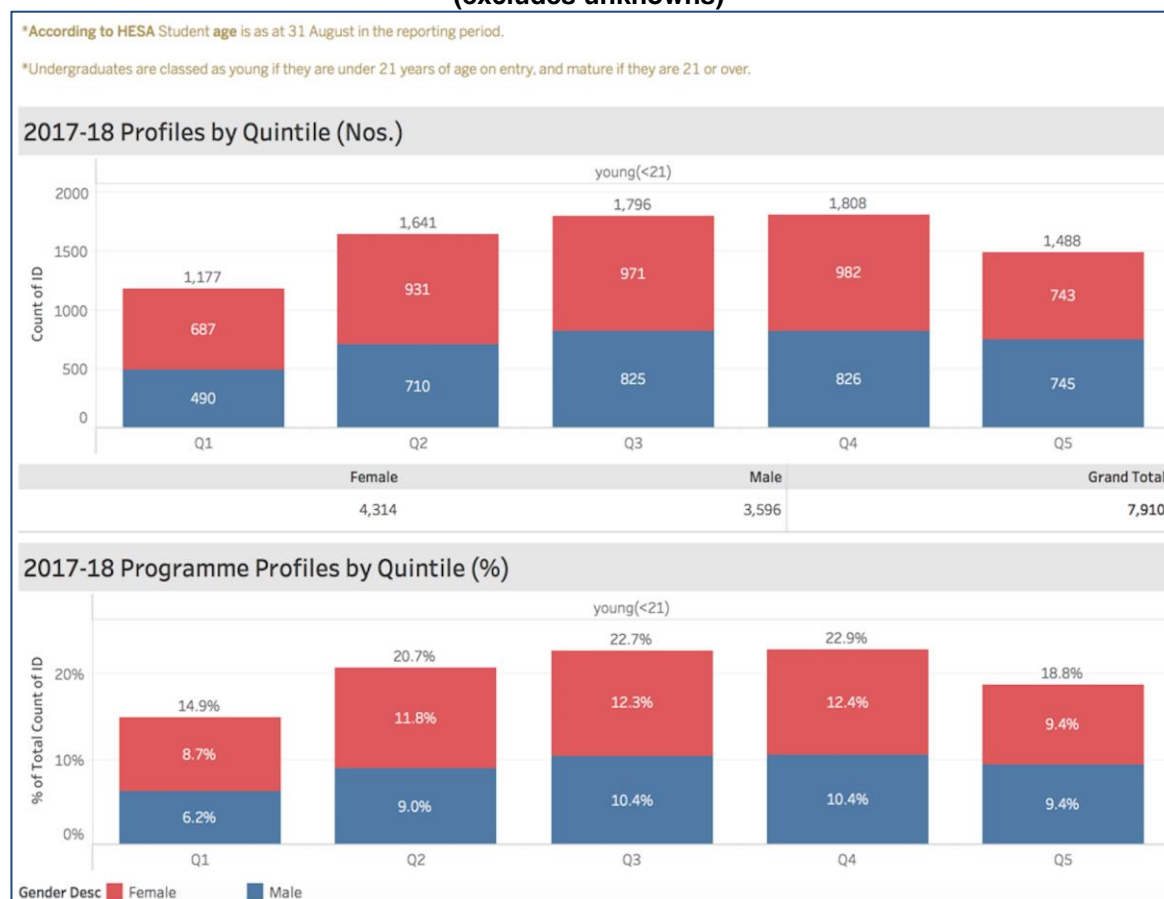 (excludes unknowns)
*According to HESA Student age is as at 31 August in the reporting period.
*Undergraduates are classed as young if they are under 21 years of age on entry, and mature if they are 21 or over.
2017-18 Profiles by Quintile (Nos.)
young(<21)
Count of ID
2000
1500
1000
500
0
1,177
1,641
1,796
1,808
1,488
687
931
971
982
743
490
710
825
826
745
Q1 Q2 Q3 Q4 Q5
Female Male Grand Total
4,314 3,596 7,910
2017-18 Programme Profiles by Quintile (%)
young(<21)
% of Total Count of ID
20%
10%
0%
14.9%
20.7%
22.7%
22.9%
18.8%
8.7%
11.8%
12.3%
12.4%
9.4%
6.2%
9.0%
10.4%
10.4%
9.4%
Q1 Q2 Q3 Q4 Q5
Gender Desc Female Male